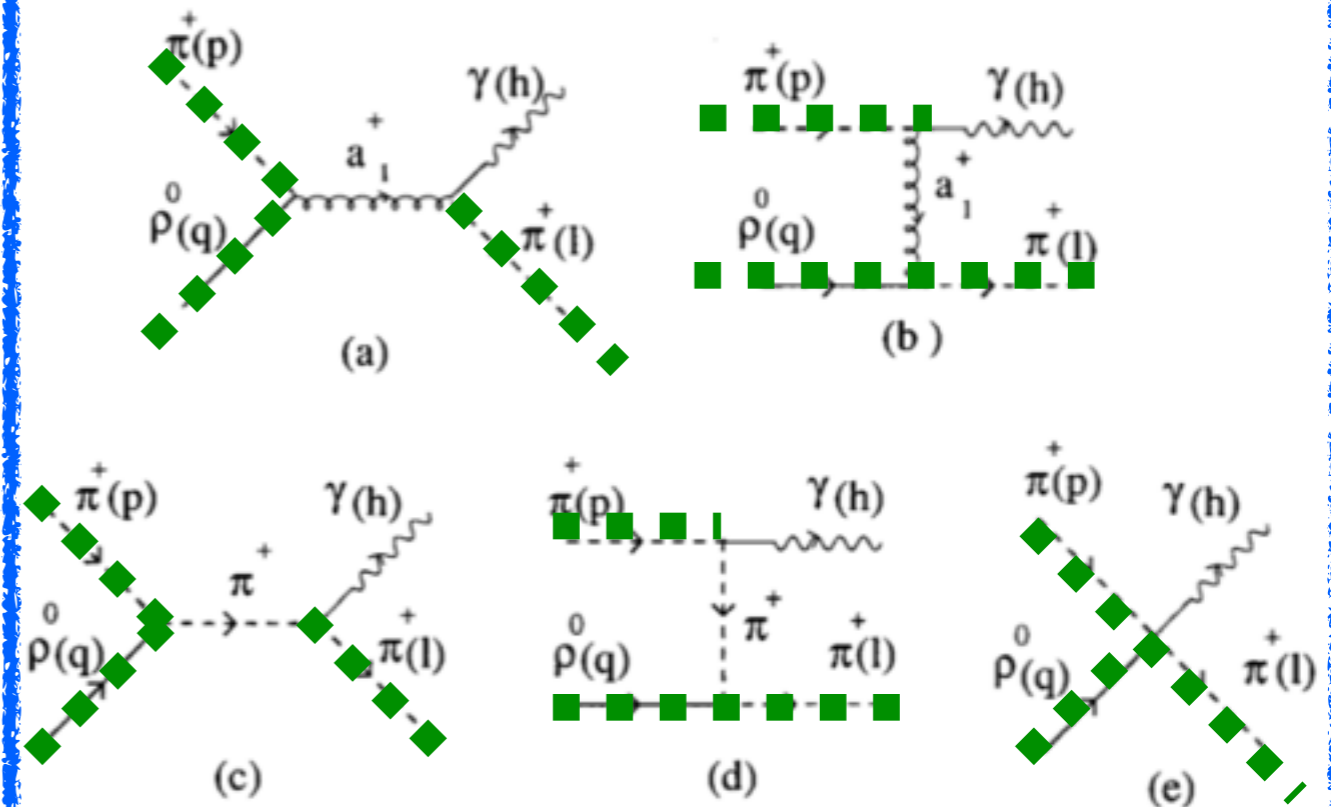 π⁺(p)
γ(h)
a₁⁺
ρ⁰(q)
π⁺(l)
(a)
π⁺(p)
γ(h)
a₁⁺
ρ⁰(q)
π⁺(l)
(b )
π⁺(p)
γ(h)
π⁺
ρ⁰(q)
π⁺(l)
(c)
π⁺(p)
γ(h)
π⁺
ρ⁰(q)
π⁺(l)
(d)
π⁺(p)
γ(h)
ρ⁰(q)
π⁺(l)
(e)